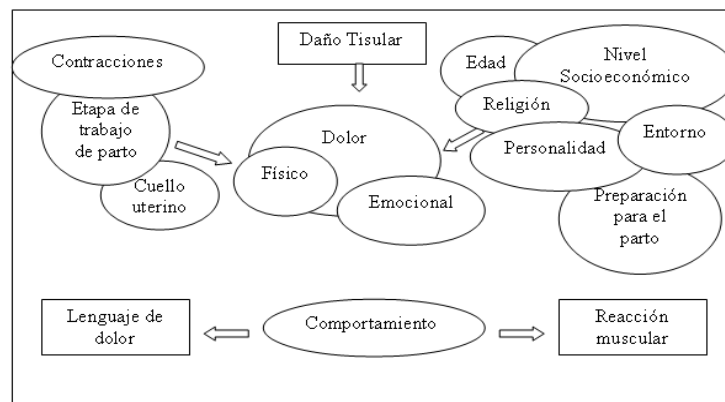 Contracciones
Etapa de
trabajo
de parto
Cuello
uterino
Daño Tisular
Dolor
Físico
Emocional
Edad
Nivel
Socioeconómico
Religión
Personalidad
Entorno
Preparación
para el
parto
Lenguaje de
dolor
Comportamiento
Reacción
muscular